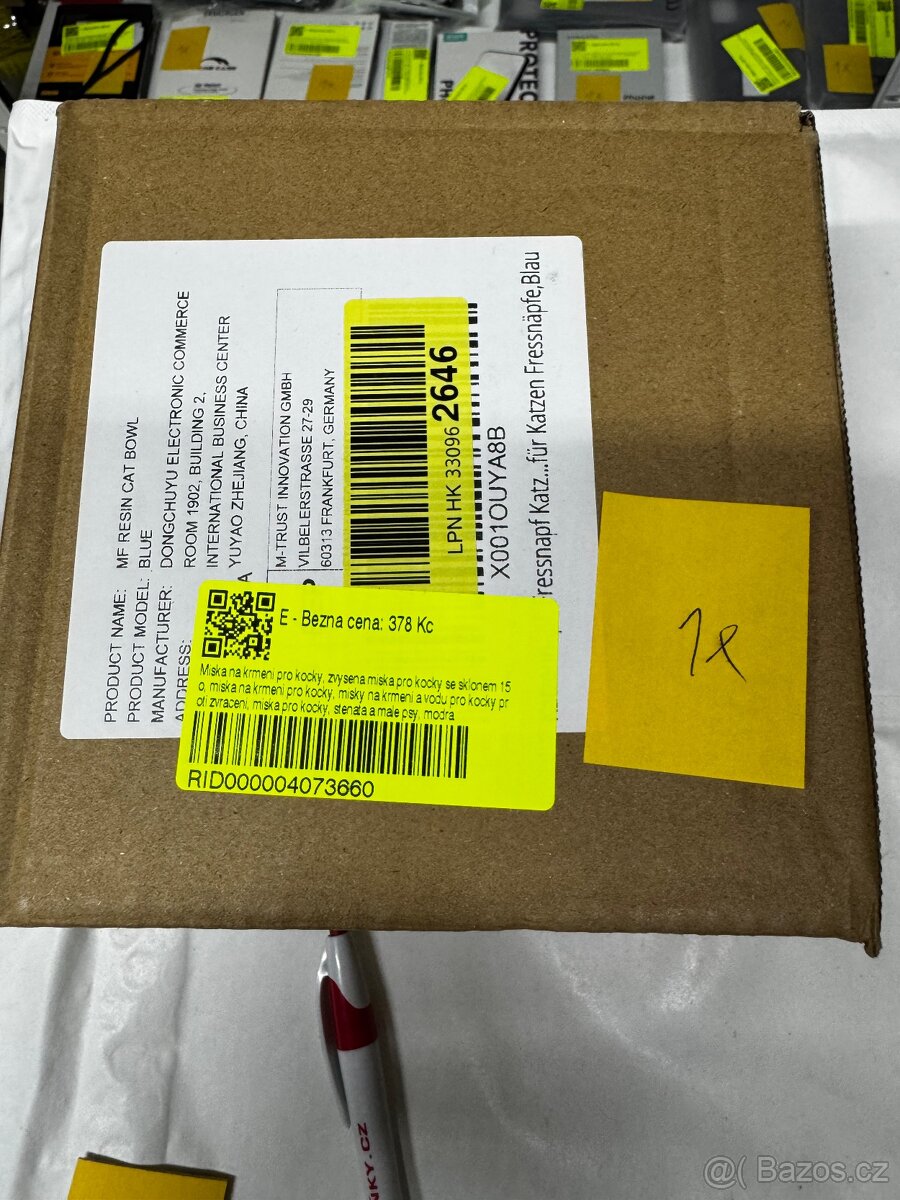 PRODUCT NAME: MF RESIN CAT BOWL
PRODUCT MODEL: BLUE
MANUFACTURER: DONGCHUYU ELECTRONIC COMMERCE
ADDRESS: ROOM 1902, BUILDING 2,
INTERNATIONAL BUSINESS CENTER
YUYAO ZHEJIANG, CHINA
M-TRUST INNOVATION GMBH
VILBELERSTRASSE 27-29
60313 FRANKFURT, GERMANY
LPN HK 33096 2646
X001OUYA8B
Fressnapf Katz...für Katzen Fressnäpfe,Blau
E - Bezna cena: 378 Kc
Miska na krmeni pro kocky, zvysena miska pro kocky se sklonem 15
o, miska na krmeni pro kocky, misky na krmeni a vodu pro kocky pr
oti zvraceni, miska pro kocky, stenata a male psy, modra
RID000004073660
1x
NKY.CZ
@( Bazos.cz